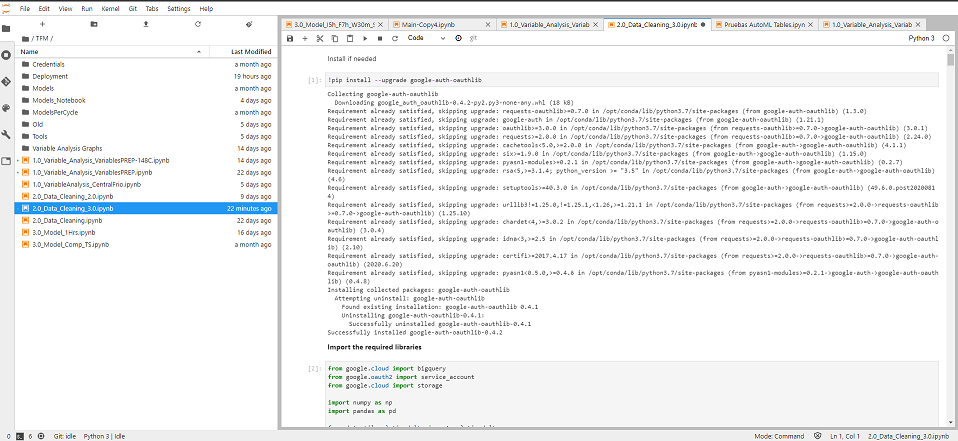 File Edit View Run Kernel Git Tabs Settings Help
/ TFM /
Name Last Modified
Credentials a month ago
Deployment 19 hours ago
Models a month ago
Models_Notebook 4 days ago
ModelsPerCycle a month ago
Old 5 days ago
Tools 5 days ago
Variable Analysis Graphs 14 days ago
1.0_Variable_Analysis_VariablesPREP-148C.ipynb 14 days ago
1.0_Variable_Analysis_VariablesPREP.ipynb 22 days ago
1.0_VariableAnalysis_CentralFrio.ipynb 5 days ago
2.0_Data_Cleaning_2.0.ipynb 9 days ago
2.0_Data_Cleaning_3.0.ipynb 22 minutes ago
2.0_Data_Cleaning.ipynb 22 days ago
3.0_Model_1Hrs.ipynb 16 days ago
3.0_Model_Comp_TS.ipynb a month ago
3.0_Model_I5h_F7h_W30m_S Main-Copy4.ipynb 1.0_Variable_Analysis_Variab 2.0_Data_Cleaning_3.0.ipynb Pruebas AutoML Tables.ipyn 1.0_Variable_Analysis_Variab
Code git Python 3
Install if needed
[1]: !pip install --upgrade google-auth-oauthlib
Collecting google-auth-oauthlib
Downloading google_auth_oauthlib-0.4.2-py2.py3-none-any.whl (18 kB)
Requirement already satisfied, skipping upgrade: requests-oauthlib>=0.7.0 in /opt/conda/lib/python3.7/site-packages (from google-auth-oauthlib) (1.3.0)
Requirement already satisfied, skipping upgrade: google-auth in /opt/conda/lib/python3.7/site-packages (from google-auth-oauthlib) (1.21.1)
Requirement already satisfied, skipping upgrade: oauthlib>=3.0.0 in /opt/conda/lib/python3.7/site-packages (from requests-oauthlib>=0.7.0->google-auth-oauthlib) (3.0.1)
Requirement already satisfied, skipping upgrade: requests>=2.0.0 in /opt/conda/lib/python3.7/site-packages (from requests-oauthlib>=0.7.0->google-auth-oauthlib) (2.24.0)
Requirement already satisfied, skipping upgrade: cachetools<5.0,>=2.0.0 in /opt/conda/lib/python3.7/site-packages (from google-auth->google-auth-oauthlib) (4.1.1)
Requirement already satisfied, skipping upgrade: six>=1.9.0 in /opt/conda/lib/python3.7/site-packages (from google-auth->google-auth-oauthlib) (1.15.0)
Requirement already satisfied, skipping upgrade: pyasn1-modules>=0.2.1 in /opt/conda/lib/python3.7/site-packages (from google-auth->google-auth-oauthlib) (0.2.7)
Requirement already satisfied, skipping upgrade: rsa<5,>=3.1.4; python_version >= "3.5" in /opt/conda/lib/python3.7/site-packages (from google-auth->google-auth-oauthlib)
(4.6)
Requirement already satisfied, skipping upgrade: setuptools>=40.3.0 in /opt/conda/lib/python3.7/site-packages (from google-auth->google-auth-oauthlib) (49.6.0.post2020081
4)
Requirement already satisfied, skipping upgrade: urllib3!=1.25.0,!=1.25.1,<1.26,>=1.21.1 in /opt/conda/lib/python3.7/site-packages (from requests>=2.0.0->requests-oauthlib
>=0.7.0->google-auth-oauthlib) (1.25.10)
Requirement already satisfied, skipping upgrade: chardet<4,>=3.0.2 in /opt/conda/lib/python3.7/site-packages (from requests>=2.0.0->requests-oauthlib>=0.7.0->google-auth-oauthl
ib) (3.0.4)
Requirement already satisfied, skipping upgrade: idna<3,>=2.5 in /opt/conda/lib/python3.7/site-packages (from requests>=2.0.0->requests-oauthlib>=0.7.0->google-auth-oauthlib)
(2.10)
Requirement already satisfied, skipping upgrade: certifi>=2017.4.17 in /opt/conda/lib/python3.7/site-packages (from requests>=2.0.0->requests-oauthlib>=0.7.0->google-auth-
oauthlib) (2020.6.20)
Requirement already satisfied, skipping upgrade: pyasn1<0.5.0,>=0.4.6 in /opt/conda/lib/python3.7/site-packages (from pyasn1-modules>=0.2.1->google-auth->google-auth-oauth
lib) (0.4.8)
Installing collected packages: google-auth-oauthlib
Attempting uninstall: google-auth-oauthlib
Found existing installation: google-auth-oauthlib 0.4.1
Uninstalling google-auth-oauthlib-0.4.1:
Successfully uninstalled google-auth-oauthlib-0.4.1
Successfully installed google-auth-oauthlib-0.4.2
Import the required libraries
[2]: from google.cloud import bigquery
from google.oauth2 import service_account
from google.cloud import storage
import numpy as np
import pandas as pd
0 6 Git: idle Python 3 | Idle Mode: Command Ln 1, Col 1 2.0_Data_Cleaning_3.0.ipynb